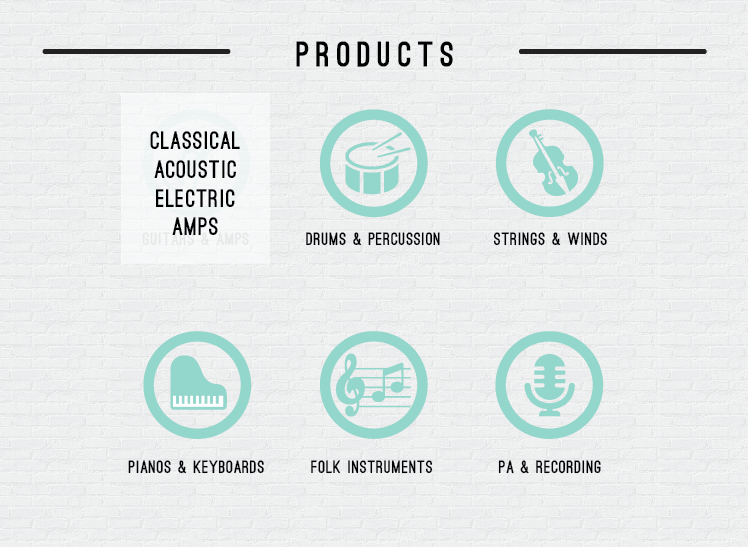 PRODUCTS
CLASSICAL
ACOUSTIC
ELECTRIC
AMPS
GUITARS & AMPS
DRUMS & PERCUSSION
STRINGS & WINDS
PIANOS & KEYBOARDS
FOLK INSTRUMENTS
PA & RECORDING